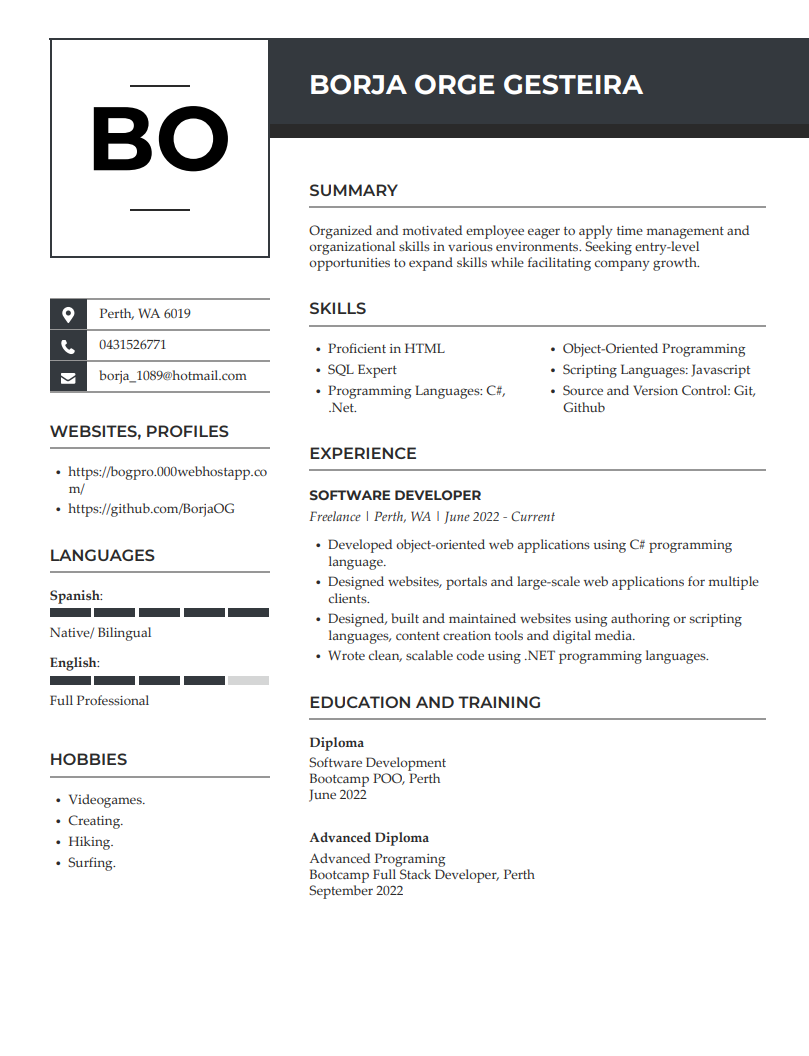 BO
BORJA ORGE GESTEIRA
Perth, WA 6019
0431526771
borja_1089@hotmail.com
WEBSITES, PROFILES
• https://bogpro.000webhostapp.co
m/
• https://github.com/BorjaOG
LANGUAGES
Spanish:
Native/ Bilingual
English:
Full Professional
HOBBIES
• Videogames.
• Creating.
• Hiking.
• Surfing.
SUMMARY
Organized and motivated employee eager to apply time management and
organizational skills in various environments. Seeking entry-level
opportunities to expand skills while facilitating company growth.
SKILLS
• Proficient in HTML
• SQL Expert
• Programming Languages: C#,
.Net.
• Object-Oriented Programming
• Scripting Languages: Javascript
• Source and Version Control: Git,
Github
EXPERIENCE
SOFTWARE DEVELOPER
Freelance | Perth, WA | June 2022 - Current
• Developed object-oriented web applications using C# programming
language.
• Designed websites, portals and large-scale web applications for multiple
clients.
• Designed, built and maintained websites using authoring or scripting
languages, content creation tools and digital media.
• Wrote clean, scalable code using .NET programming languages.
EDUCATION AND TRAINING
Diploma
Software Development
Bootcamp POO, Perth
June 2022
Advanced Diploma
Advanced Programing
Bootcamp Full Stack Developer, Perth
September 2022